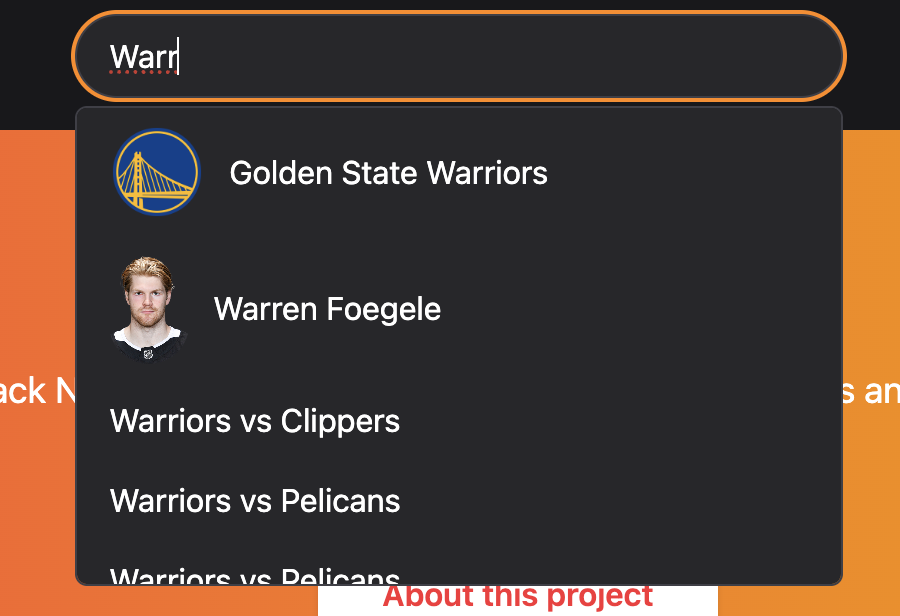 Warr
Golden State Warriors
Warren Foegele
ack N
s an
Warriors vs Clippers
Warriors vs Pelicans
Warriors vs Pelicans
About this project